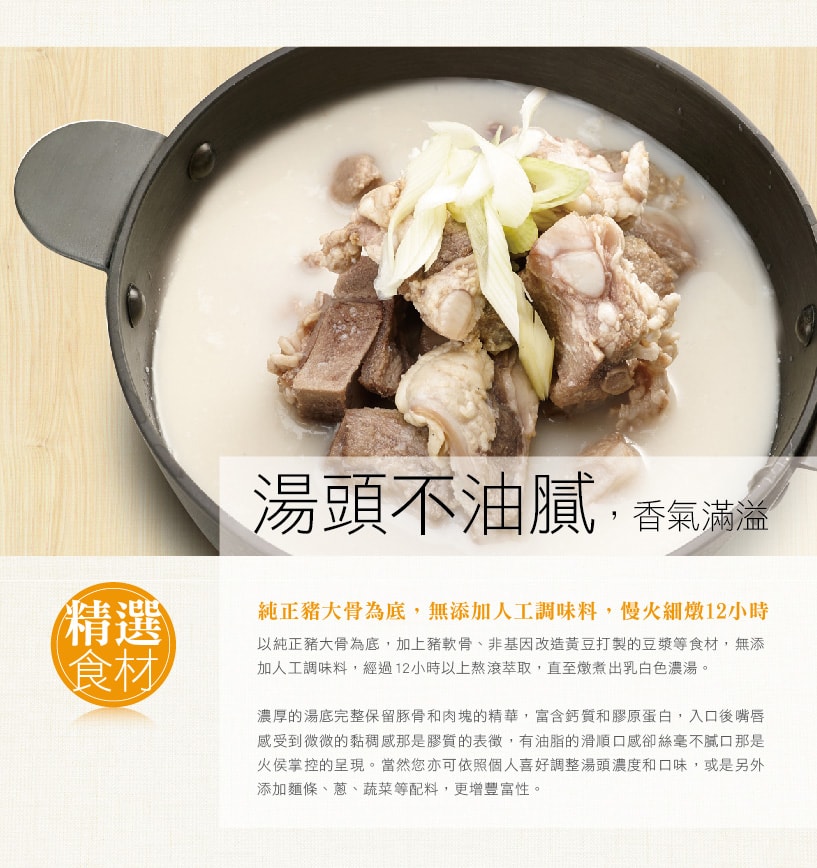 湯頭不油膩，香氣滿溢
精選
食材
純正豬大骨為底，無添加人工調味料，慢火細燉12小時
以純正豬大骨為底，加上豬軟骨、非基因改造黃豆打製的豆漿等食材，無添
加人工調味料，經過12小時以上熬滾萃取，直至燉煮出乳白色濃湯。
濃厚的湯底完整保留豚骨和肉塊的精華，富含鈣質和膠原蛋白，入口後嘴唇
感受到微微的黏稠感那是膠質的表徵，有油脂的滑順口感卻絲毫不膩口那是
火侯掌控的呈現。當然您亦可依照個人喜好調整湯頭濃度和口味，或是另外
添加麵條、蔥、蔬菜等配料，更增豐富性。